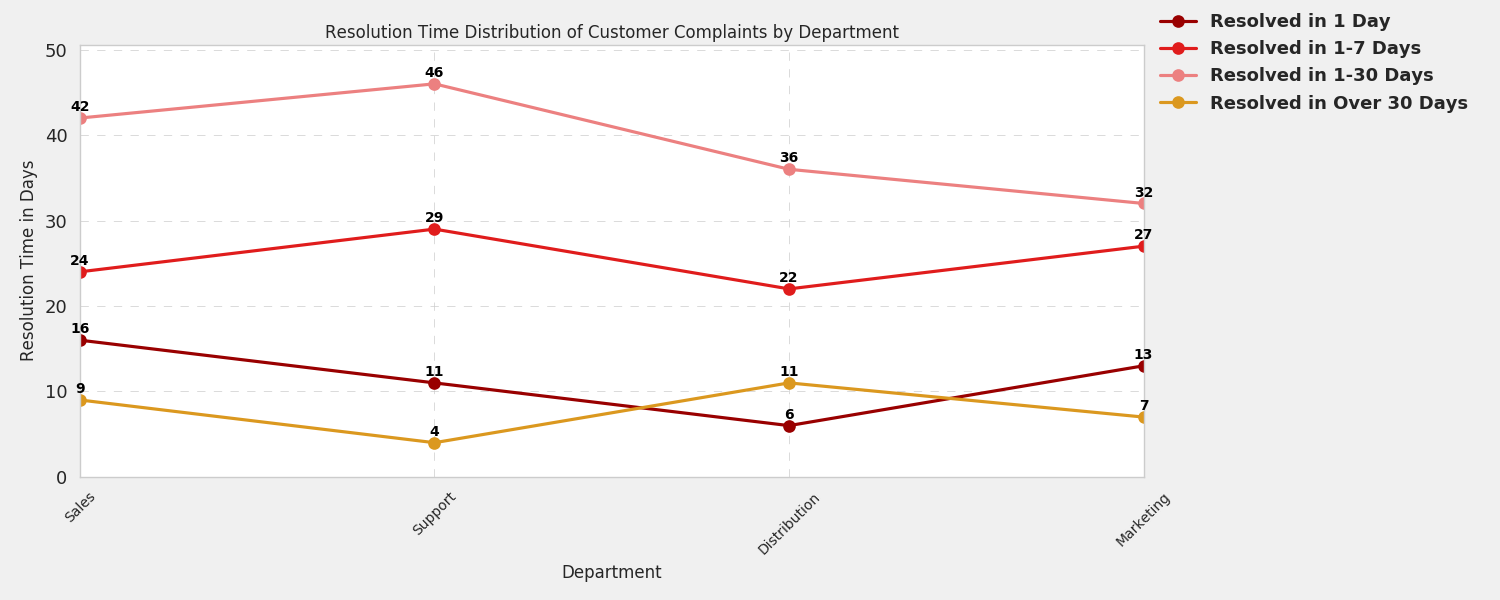 Resolution Time Distribution of Customer Complaints by Department
Resolved in 1 Day
Resolved in 1-7 Days
Resolved in 1-30 Days
Resolved in Over 30 Days
Resolution Time in Days
50
40
30
20
10
0
42
46
36
32
24
29
22
27
16
11
6
13
9
4
11
7
Sales
Support
Distribution
Marketing
Department